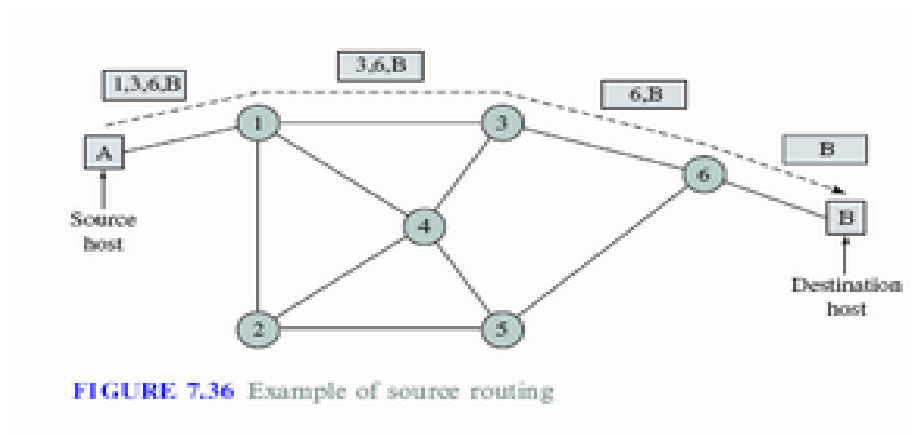 3,6,B
1,3,6,B
6,B
1
3
B
A
6
B
Source
host
4
Destination
host
2
5
FIGURE 7.36 Example of source routing